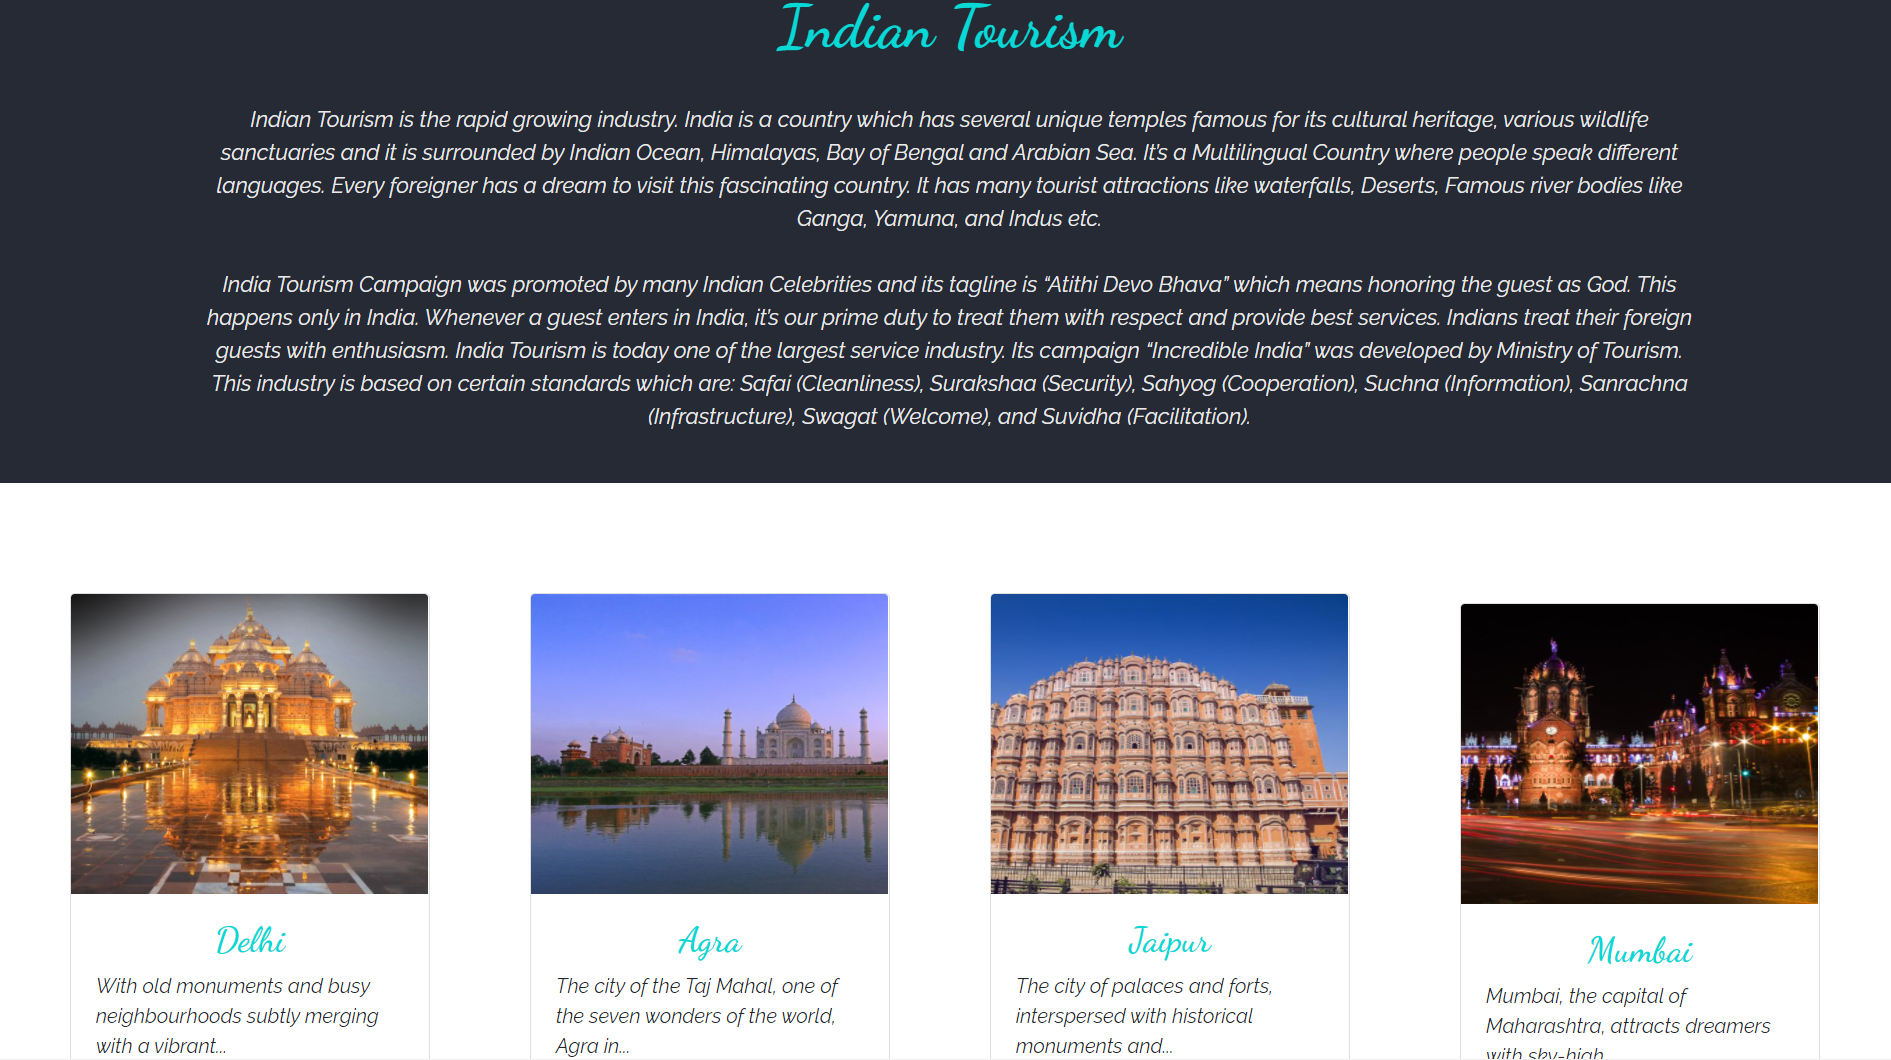 Indian Tourism
Indian Tourism is the rapid growing industry. India is a country which has several unique temples famous for its cultural heritage, various wildlife
sanctuaries and it is surrounded by Indian Ocean, Himalayas, Bay of Bengal and Arabian Sea. It’s a Multilingual Country where people speak different
languages. Every foreigner has a dream to visit this fascinating country. It has many tourist attractions like waterfalls, Deserts, Famous river bodies like
Ganga, Yamuna, and Indus etc.
India Tourism Campaign was promoted by many Indian Celebrities and its tagline is “Atithi Devo Bhava” which means honoring the guest as God. This
happens only in India. Whenever a guest enters in India, it’s our prime duty to treat them with respect and provide best services. Indians treat their foreign
guests with enthusiasm. India Tourism is today one of the largest service industry. Its campaign “Incredible India” was developed by Ministry of Tourism.
This industry is based on certain standards which are: Safai (Cleanliness), Surakshaa (Security), Sahyog (Cooperation), Suchna (Information), Sanrachna
(Infrastructure), Swagat (Welcome), and Suvidha (Facilitation).
Delhi
With old monuments and busy
neighbourhoods subtly merging
with a vibrant...
Agra
The city of the Taj Mahal, one of
the seven wonders of the world,
Agra in...
Jaipur
The city of palaces and forts,
interspersed with historical
monuments and...
Mumbai
Mumbai, the capital of
Maharashtra, attracts dreamers
with sky-high